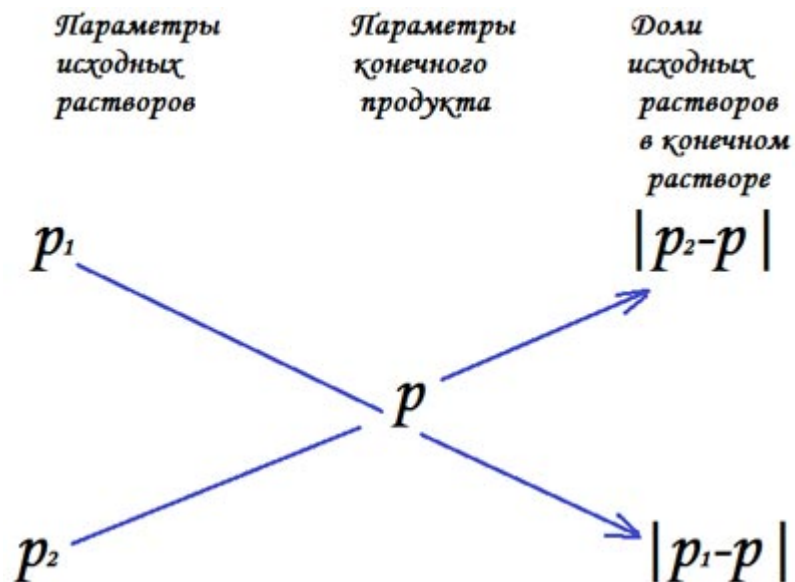 Параметры
исходных
растворов
Параметры
конечного
продукта
Доли
исходных
растворов
в конечном
растворе
p₁
|p₂-p|
p
p₂
|p₁-p|